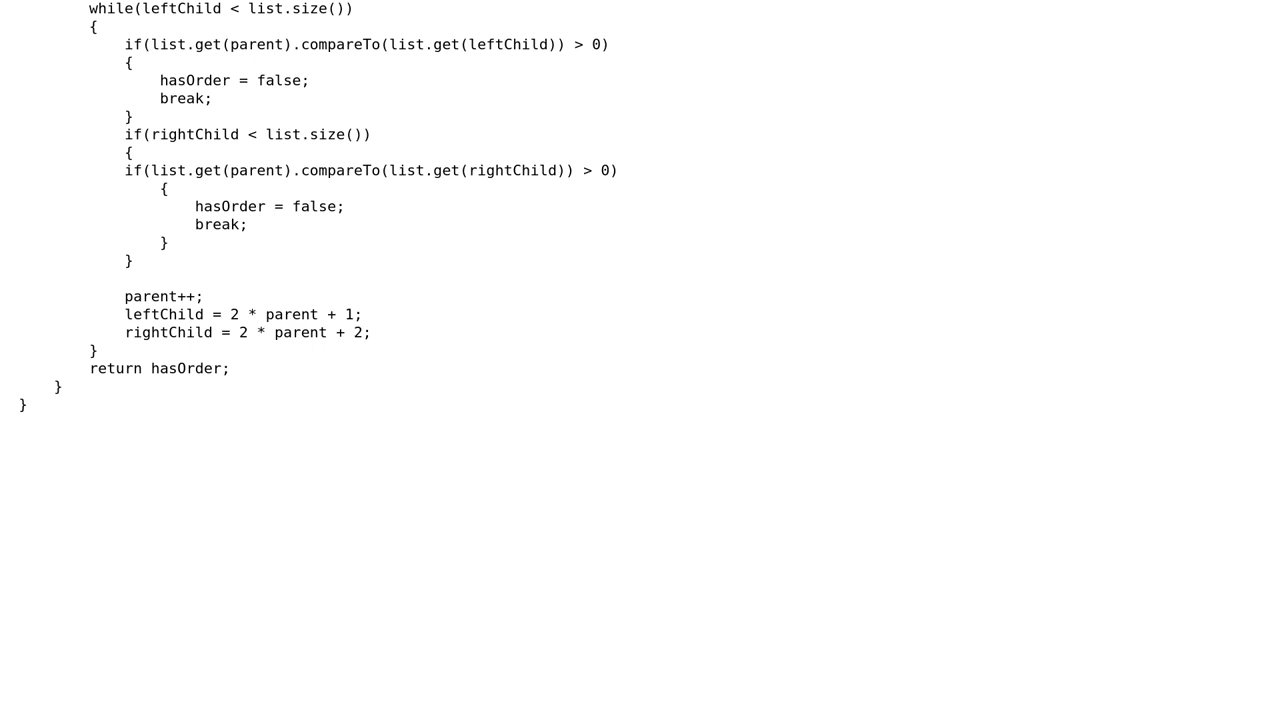 while(leftChild < list.size())
        {
            if(list.get(parent).compareTo(list.get(leftChild)) > 0)
            {
                hasOrder = false;
                break;
            }
            if(rightChild < list.size())
            {
            if(list.get(parent).compareTo(list.get(rightChild)) > 0)
                {
                    hasOrder = false;
                    break;
                }
            }

            parent++;
            leftChild = 2 * parent + 1;
            rightChild = 2 * parent + 2;
        }
        return hasOrder;
    }
}